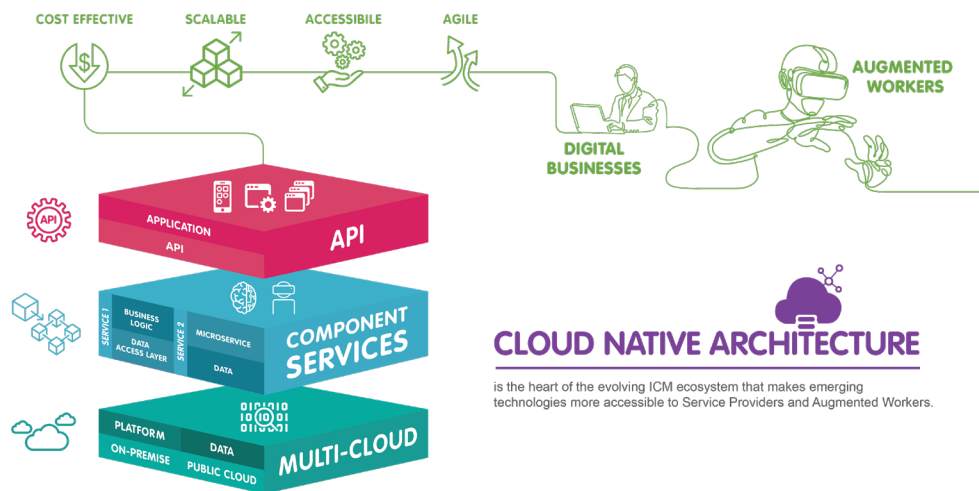 COST EFFECTIVE
SCALABLE
ACCESSIBILE
AGILE
$
DIGITAL
BUSINESSES
AUGMENTED
WORKERS
API
APPLICATION
API
API
SERVICE 1
BUSINESS
LOGIC
DATA
ACCESS LAYER
SERVICE 2
MICROSERVICE
DATA
COMPONENT
SERVICES
ID
PLATFORM
DATA
ON-PREMISE
PUBLIC CLOUD
MULTI-CLOUD
CLOUD NATIVE ARCHITECTURE
is the heart of the evolving ICM ecosystem that makes emerging
technologies more accessible to Service Providers and Augmented Workers.